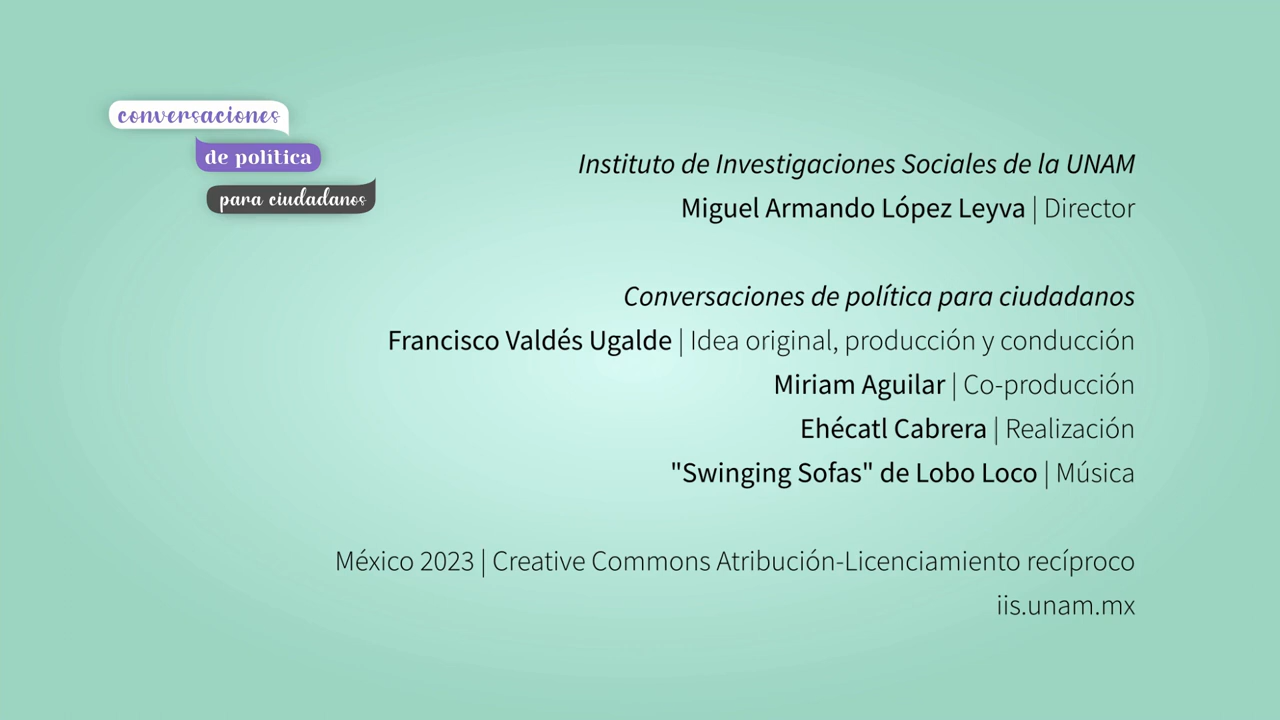 conversaciones
de política
para ciudadanos
Instituto de Investigaciones Sociales de la UNAM
Miguel Armando López Leyva | Director
Conversaciones de política para ciudadanos
Francisco Valdés Ugalde | Idea original, producción y conducción
Miriam Aguilar | Co-producción
Ehécatl Cabrera | Realización
"Swinging Sofas" de Lobo Loco | Música
México 2023 | Creative Commons Atribución-Licenciamiento recíproco
iis.unam.mx